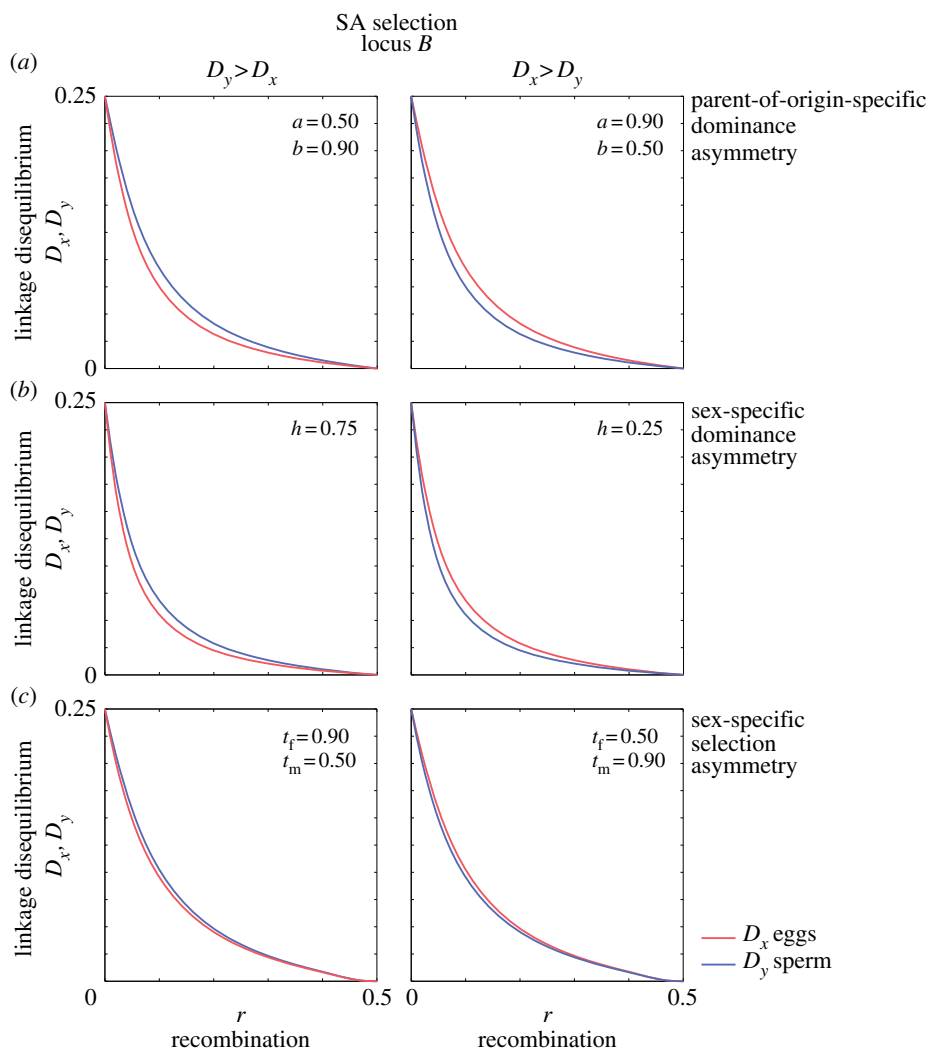 SA selection
locus B
(a)
D_y > D_x
D_x > D_y
0.25
a = 0.50
b = 0.90
a = 0.90
b = 0.50
parent-of-origin-specific
dominance
asymmetry
linkage disequilibrium
D_x, D_y
0
(b)
0.25
h = 0.75
h = 0.25
sex-specific
dominance
asymmetry
linkage disequilibrium
D_x, D_y
0
(c)
0.25
t_f = 0.90
t_m = 0.50
t_f = 0.50
t_m = 0.90
sex-specific
selection
asymmetry
linkage disequilibrium
D_x, D_y
D_x eggs
D_y sperm
0
0.5
0
0.5
r
recombination
r
recombination